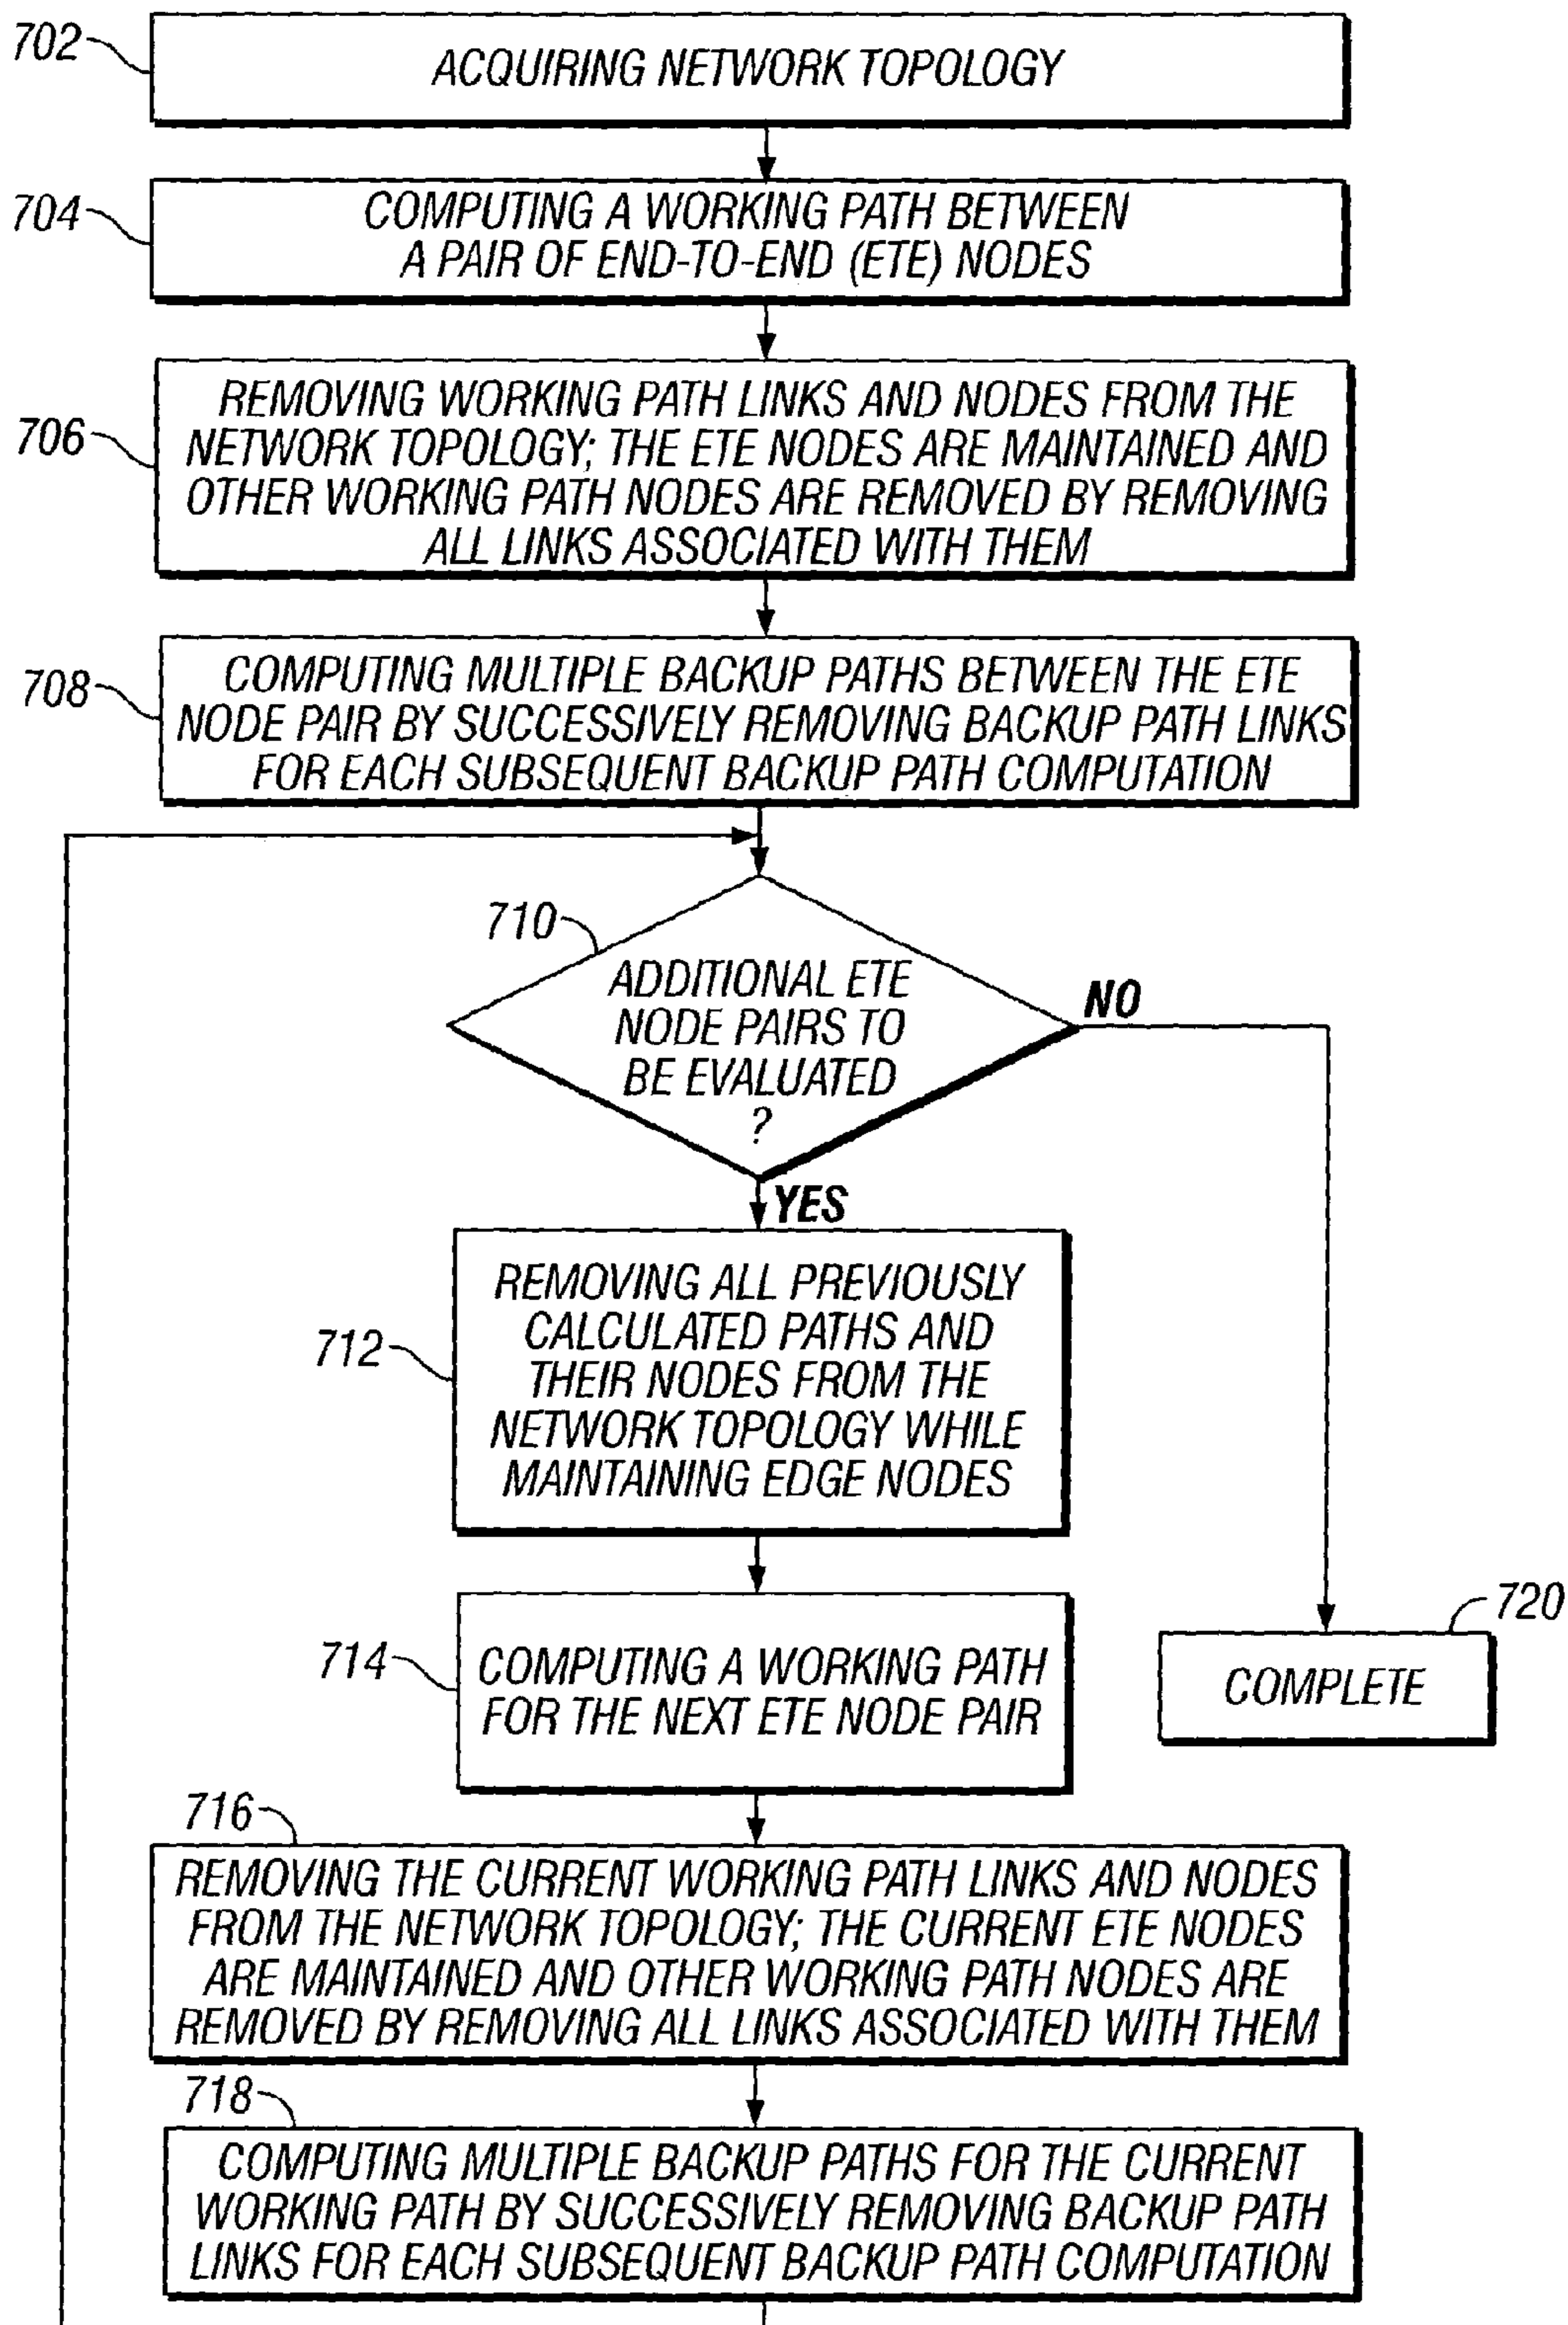 702
ACQUIRING NETWORK TOPOLOGY
704
COMPUTING A WORKING PATH BETWEEN
A PAIR OF END-TO-END (ETE) NODES
706
REMOVING WORKING PATH LINKS AND NODES FROM THE
NETWORK TOPOLOGY; THE ETE NODES ARE MAINTAINED AND
OTHER WORKING PATH NODES ARE REMOVED BY REMOVING
ALL LINKS ASSOCIATED WITH THEM
708
COMPUTING MULTIPLE BACKUP PATHS BETWEEN THE ETE
NODE PAIR BY SUCCESSIVELY REMOVING BACKUP PATH LINKS
FOR EACH SUBSEQUENT BACKUP PATH COMPUTATION
710
ADDITIONAL ETE
NODE PAIRS TO
BE EVALUATED
?
NO
YES
712
REMOVING ALL PREVIOUSLY
CALCULATED PATHS AND
THEIR NODES FROM THE
NETWORK TOPOLOGY WHILE
MAINTAINING EDGE NODES
714
COMPUTING A WORKING PATH
FOR THE NEXT ETE NODE PAIR
720
COMPLETE
716
REMOVING THE CURRENT WORKING PATH LINKS AND NODES
FROM THE NETWORK TOPOLOGY; THE CURRENT ETE NODES
ARE MAINTAINED AND OTHER WORKING PATH NODES ARE
REMOVED BY REMOVING ALL LINKS ASSOCIATED WITH THEM
718
COMPUTING MULTIPLE BACKUP PATHS FOR THE CURRENT
WORKING PATH BY SUCCESSIVELY REMOVING BACKUP PATH
LINKS FOR EACH SUBSEQUENT BACKUP PATH COMPUTATION